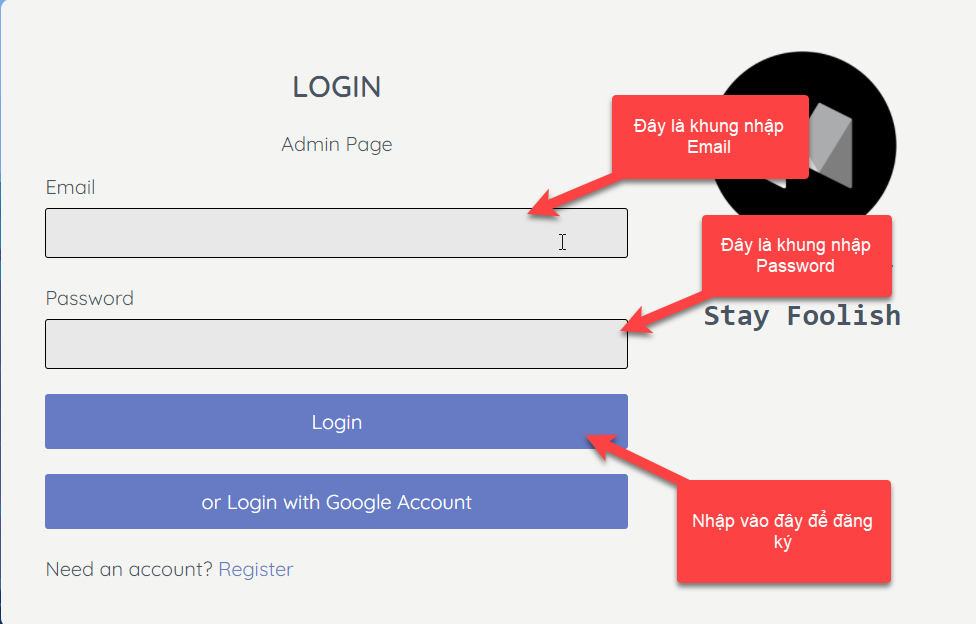 LOGIN
Admin Page
Đây là khung nhập
Email
Email
Đây là khung nhập
Password
Password
Stay Foolish
Login
or Login with Google Account
Nhập vào đây để đăng
ký
Need an account? Register